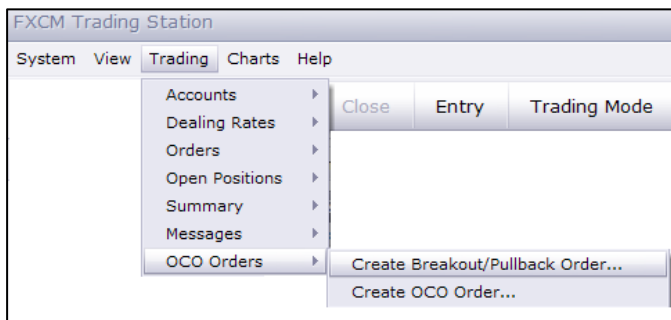 FXCM Trading Station
System View Trading Charts Help
Accounts
Close Entry Trading Mode
Dealing Rates
Orders
Open Positions
Summary
Messages
OCO Orders
Create Breakout/Pullback Order...
Create OCO Order...